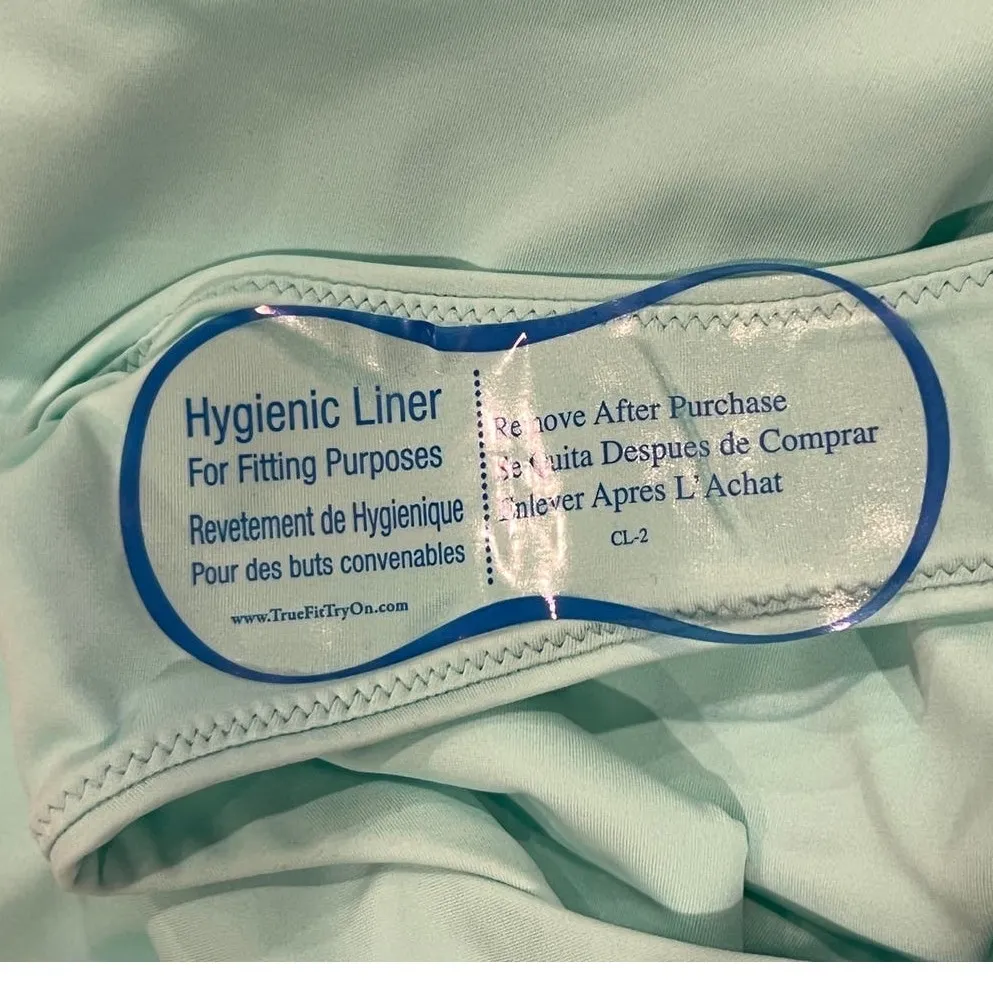 Hygienic Liner
For Fitting Purposes
Revetement de Hygienique
Pour des buts convenables
www.TrueFitTryOn.com
Remove After Purchase
Se Quita Despues de Comprar
Enlever Apres L'Achat
CL-2